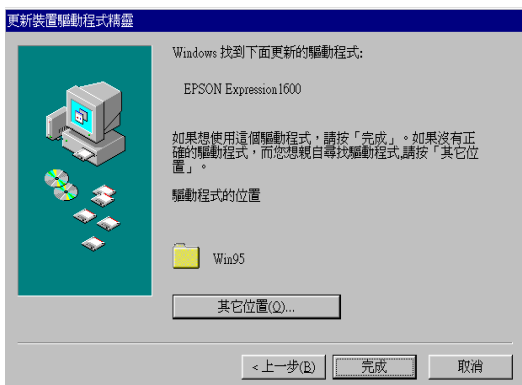 更新裝置驅動程式精靈
Windows 找到下面更新的驅動程式:
EPSON Expression1600
如果想使用這個驅動程式，請按「完成」。如果沒有正
確的驅動程式，而您想親自尋找驅動程式,請按「其它位
置」。
驅動程式的位置
Win95
其它位置(O)...
<上一步(B)
完成
取消